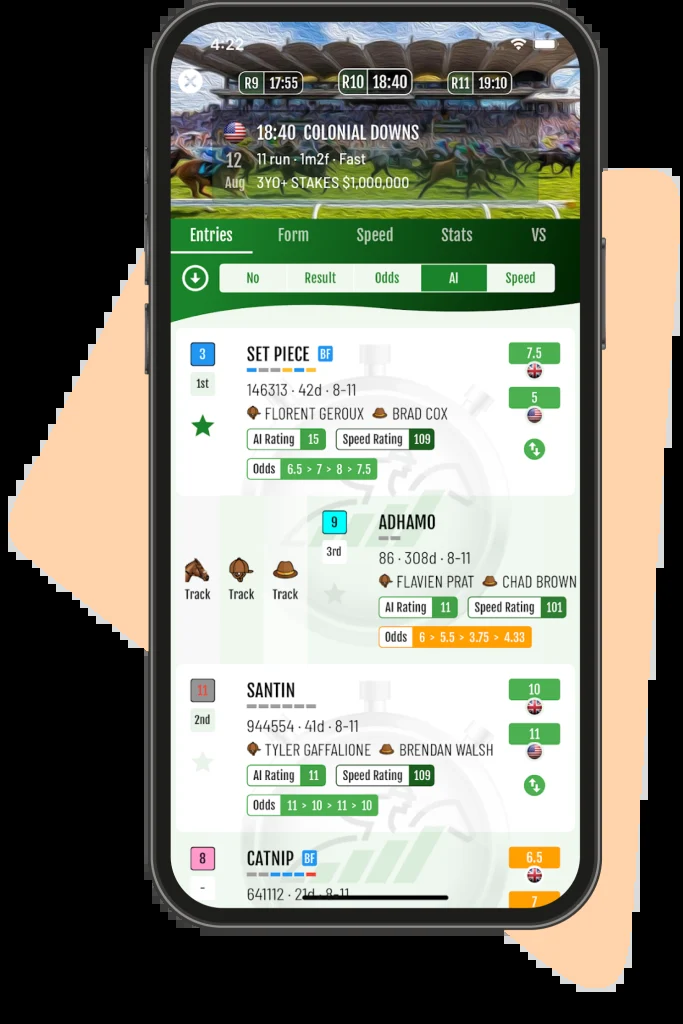 4:22
R9 17:55 R10 18:40 R11 19:10
18:40 COLONIAL DOWNS
12 11 run · 1m2f · Fast
Aug 3YO+ STAKES $1,000,000
Entries Form Speed Stats VS
No Result Odds AI Speed
3 SET PIECE BF 7.5
1st 146313 · 42d · 8-11 5
FLORENT GEROUX BRAD COX
AI Rating 15 Speed Rating 109
Odds 6.5 > 7 > 8 > 7.5
9 ADHAMO
3rd 86 · 308d · 8-11
FLAVIEN PRAT CHAD BROWN
Track Track Track
AI Rating 11 Speed Rating 101
Odds 6 > 5.5 > 3.75 > 4.33
11 SANTIN 10
2nd 944554 · 41d · 8-11 11
TYLER GAFFALIONE BRENDAN WALSH
AI Rating 11 Speed Rating 109
Odds 11 > 10 > 11 > 10
8 CATNIP BF 6.5
- 641112 · 21d · 8-11 7